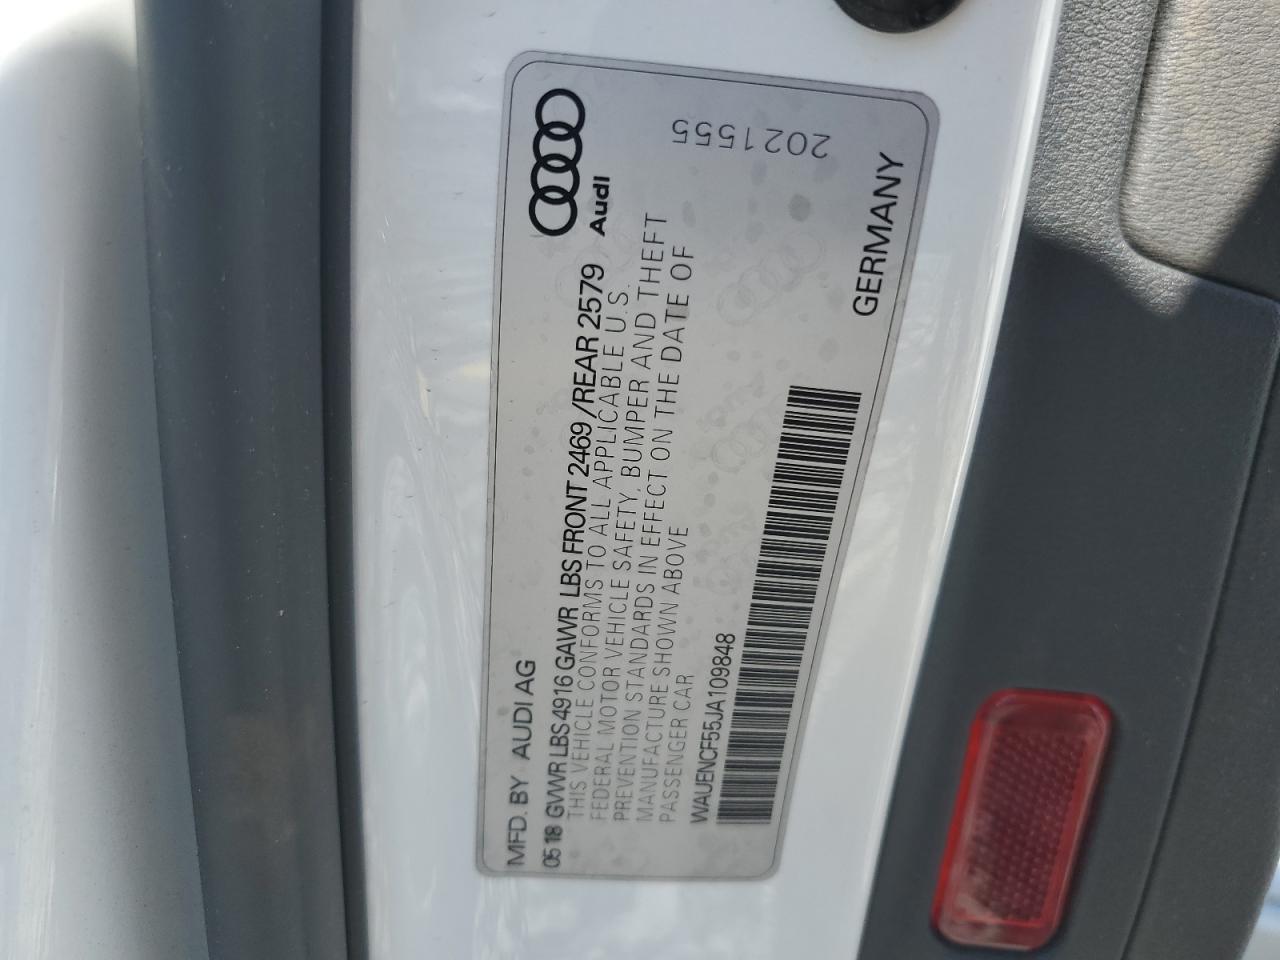 MFD. BY AUDI AG
Audi
0518 GVWR LBS 4916 GAWR LBS FRONT 2469 /REAR 2579
THIS VEHICLE CONFORMS TO ALL APPLICABLE U.S.
FEDERAL MOTOR VEHICLE SAFETY, BUMPER AND THEFT
PREVENTION STANDARDS IN EFFECT ON THE DATE OF
MANUFACTURE SHOWN ABOVE
PASSENGER CAR
2021555
WAUENCF55JA109848
GERMANY